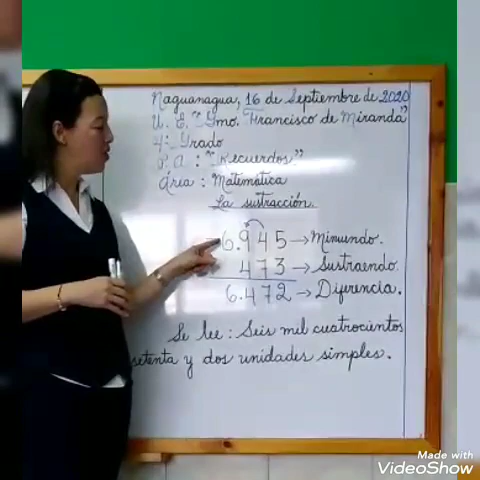 Naguanagua, 16 de Septiembre de 2020
U. E. "Gmo. Francisco de Miranda"
4: Grado
P. A : "Recuerdos"
Área : Matemática
La sustracción.
6.945 → Minuendo.
473 → Sustraendo.
6.472 → Diferencia.
Se lee : Seis mil cuatrocientos
setenta y dos unidades simples.
Made with
VideoShow